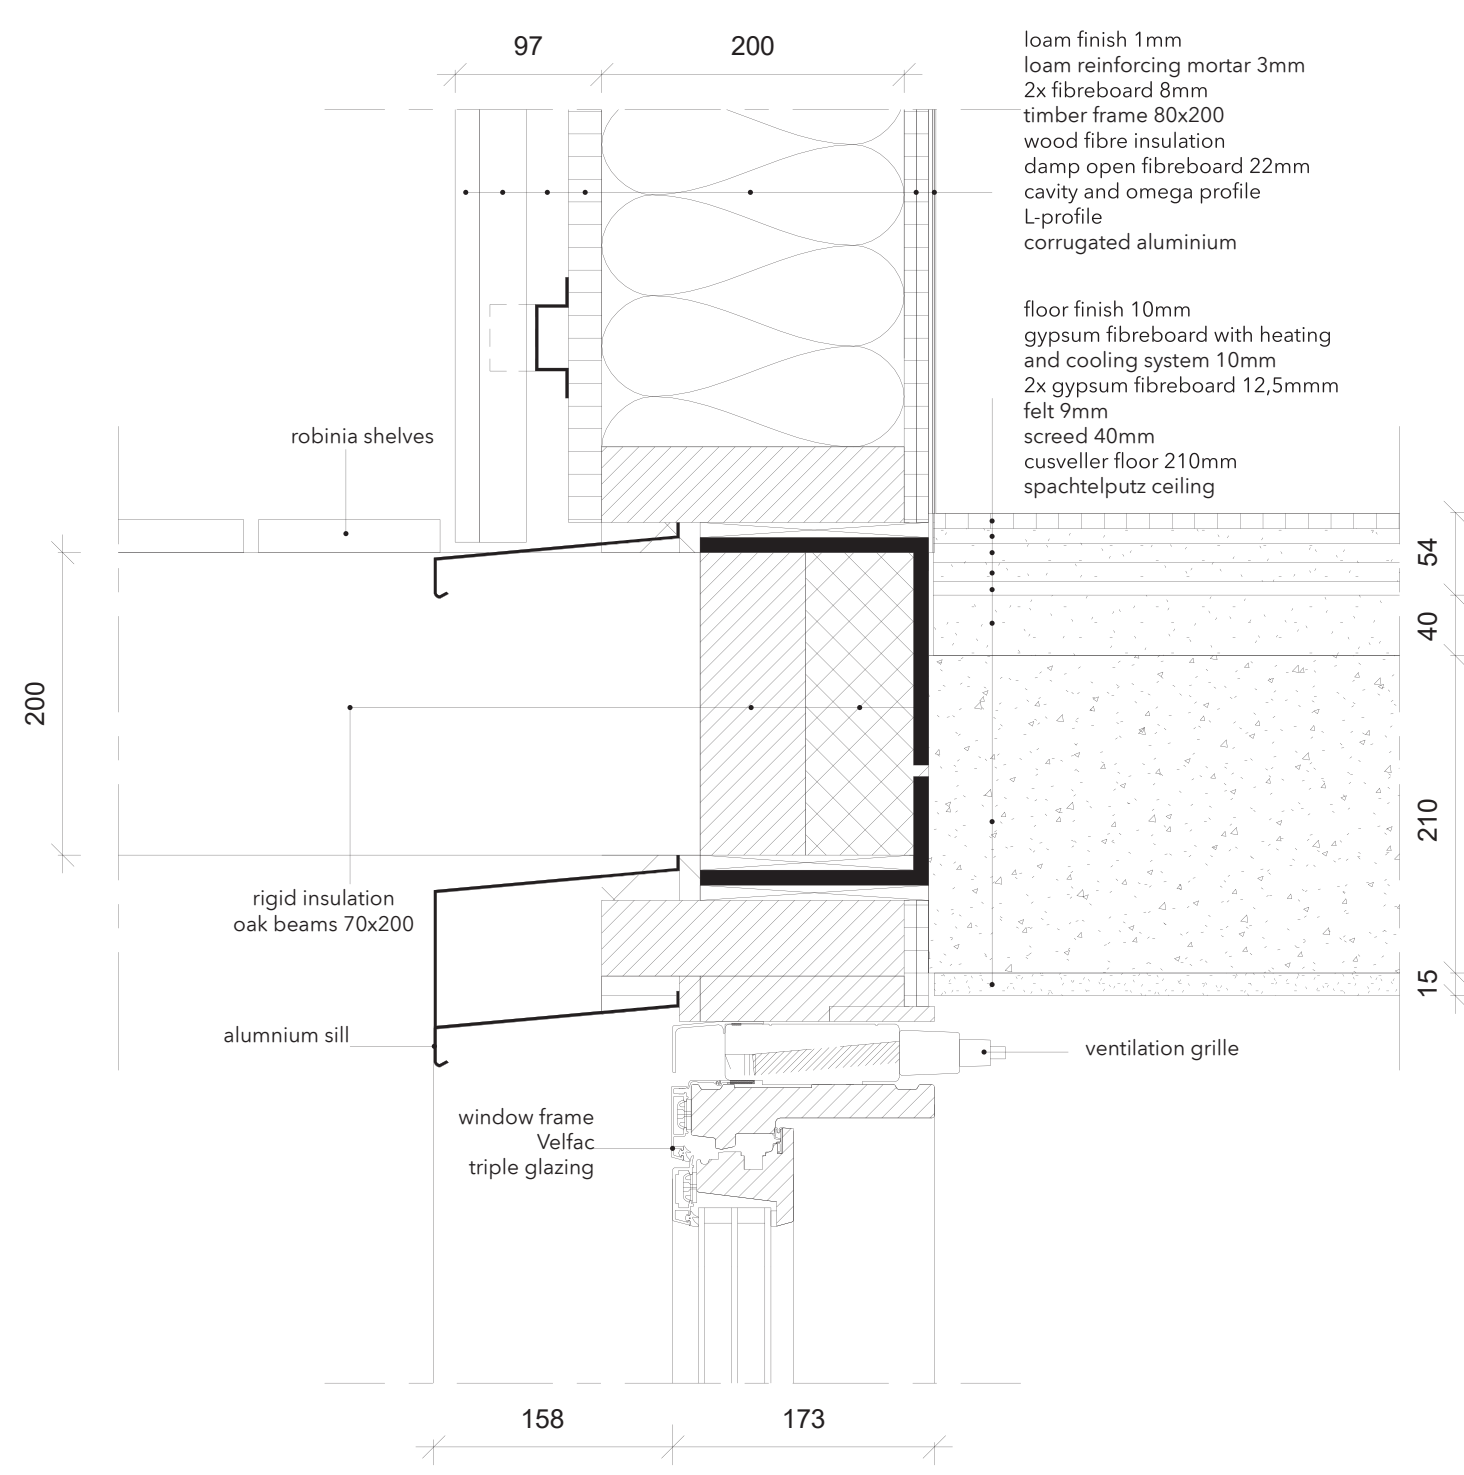 97
200
loam finish 1mm
loam reinforcing mortar 3mm
2x fibreboard 8mm
timber frame 80x200
wood fibre insulation
damp open fibreboard 22mm
cavity and omega profile
L-profile
corrugated aluminium
floor finish 10mm
gypsum fibreboard with heating
and cooling system 10mm
2x gypsum fibreboard 12,5mmm
felt 9mm
screed 40mm
cusveller floor 210mm
spachtelputz ceiling
robinia shelves
54
40
200
210
rigid insulation
oak beams 70x200
15
alumnium sill
ventilation grille
window frame
Velfac
triple glazing
158
173